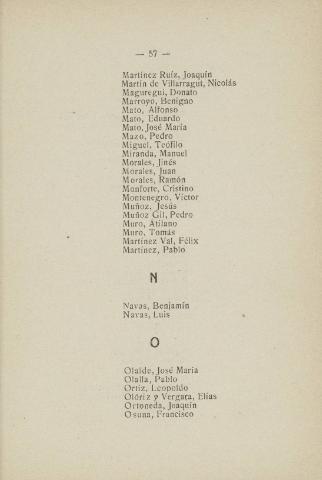 — 57 —
Martínez Ruíz, Joaquín
Martín de Villarragut, Nicolás
Maguregui, Donato
Marroyo, Benigno
Mato, Alfonso
Mato, Eduardo
Mato, José María
Mazo, Pedro
Miguel, Teófilo
Miranda, Manuel
Morales, Jinés
Morales, Juan
Morales, Ramón
Monforte, Cristino
Montenegro, Víctor
Muñoz, Jesús
Muñoz Gil, Pedro
Muro, Atilano
Muro, Tomás
Martínez Val, Félix
Martínez, Pablo
N
Navas, Benjamín
Navas, Luis
O
Olalde, José María
Olalla, Pablo
Ortiz, Leopoldo
Olóriz y Vergara, Elías
Ortoneda, Joaquín
Osuna, Francisco